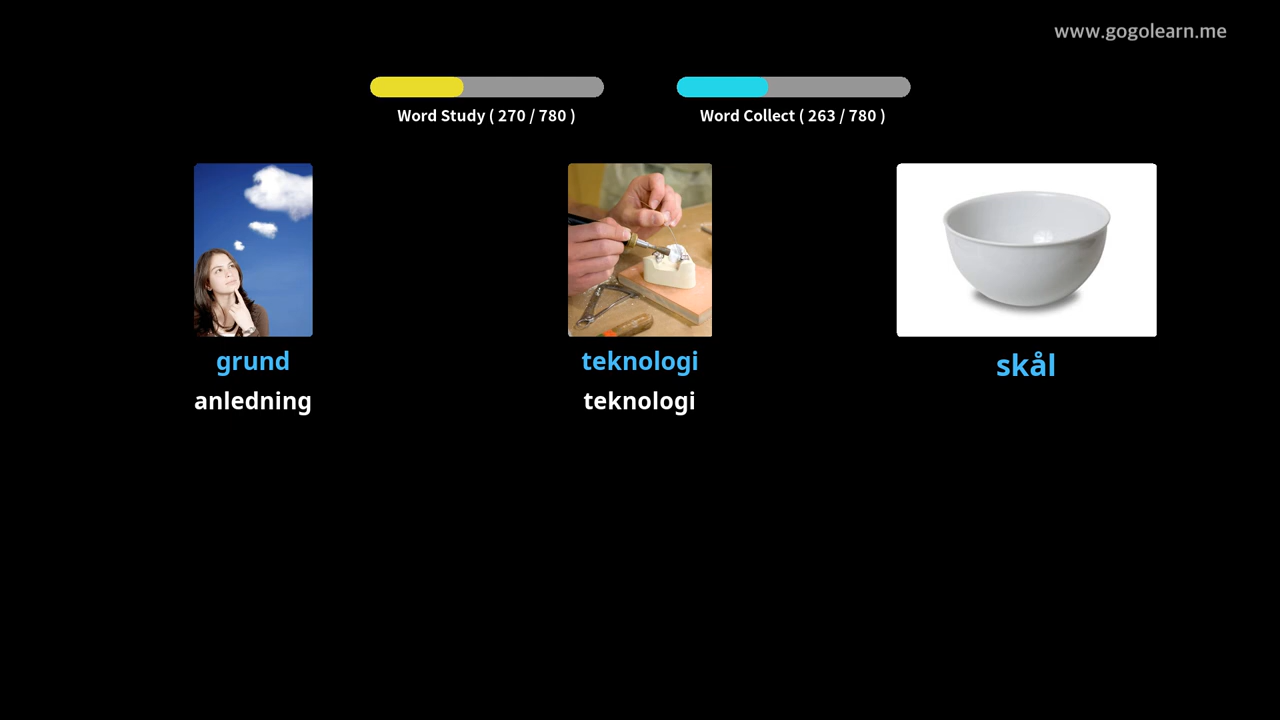 www.gogolearn.me
Word Study ( 270 / 780 )
Word Collect ( 263 / 780 )
grund
anledning
teknologi
teknologi
skål